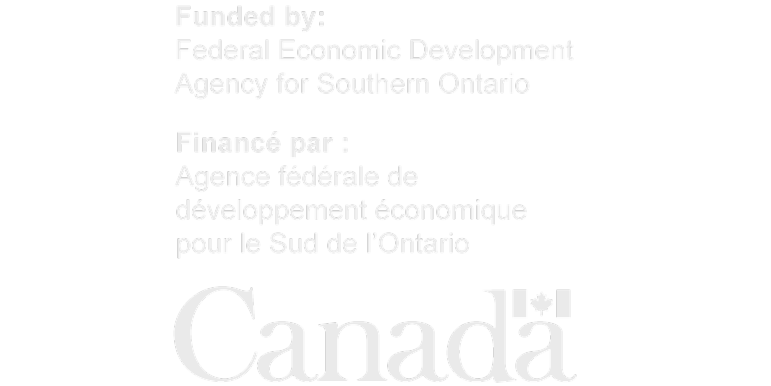 Funded by:
Federal Economic Development
Agency for Southern Ontario
Financé par :
Agence fédérale de
développement économique
pour le Sud de l'Ontario
Canada